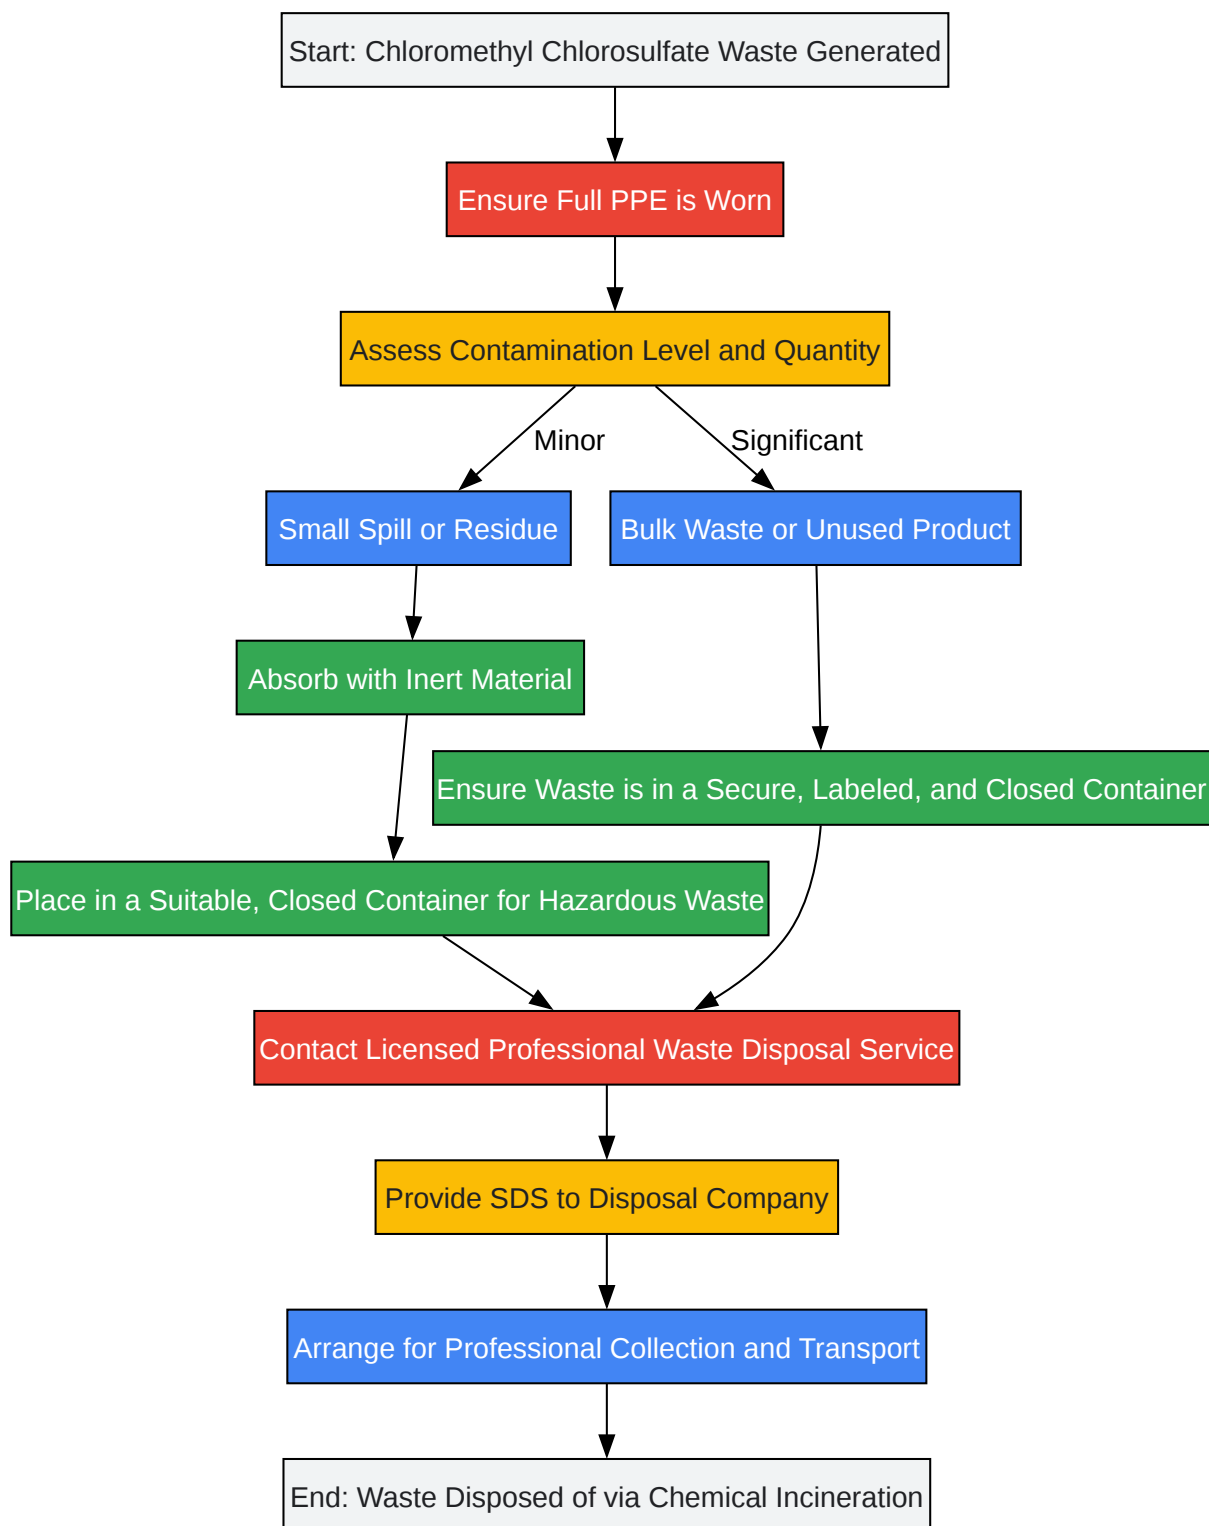 Start: Chloromethyl Chlorosulfate Waste Generated
Ensure Full PPE is Worn
Assess Contamination Level and Quantity
Minor
Significant
Small Spill or Residue
Bulk Waste or Unused Product
Absorb with Inert Material
Ensure Waste is in a Secure, Labeled, and Closed Container
Place in a Suitable, Closed Container for Hazardous Waste
Contact Licensed Professional Waste Disposal Service
Provide SDS to Disposal Company
Arrange for Professional Collection and Transport
End: Waste Disposed of via Chemical Incineration